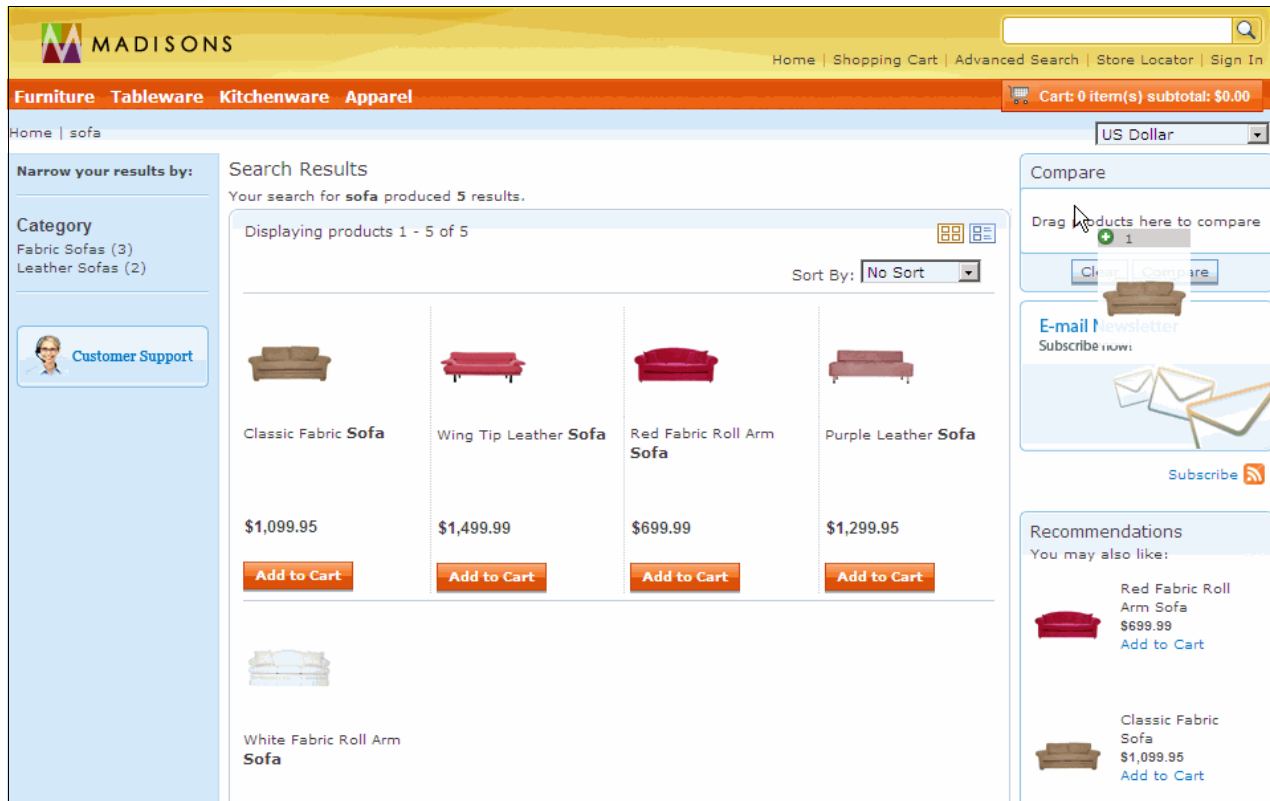 MADISONS
Home | Shopping Cart | Advanced Search | Store Locator | Sign In
Furniture Tableware Kitchenware Apparel
Cart: 0 item(s) subtotal: $0.00
Home | sofa
US Dollar
Narrow your results by:
Category
Fabric Sofas (3)
Leather Sofas (2)
Customer Support
Search Results
Your search for sofa produced 5 results.
Displaying products 1 - 5 of 5
Sort By: No Sort
Classic Fabric Sofa
$1,099.95
Add to Cart
Wing Tip Leather Sofa
$1,499.99
Add to Cart
Red Fabric Roll Arm
Sofa
$699.99
Add to Cart
Purple Leather Sofa
$1,299.95
Add to Cart
White Fabric Roll Arm
Sofa
Compare
Drag products here to compare
1
Clear Compare
E-mail Newsletter
Subscribe now!
Subscribe
Recommendations
You may also like:
Red Fabric Roll
Arm Sofa
$699.99
Add to Cart
Classic Fabric
Sofa
$1,099.95
Add to Cart